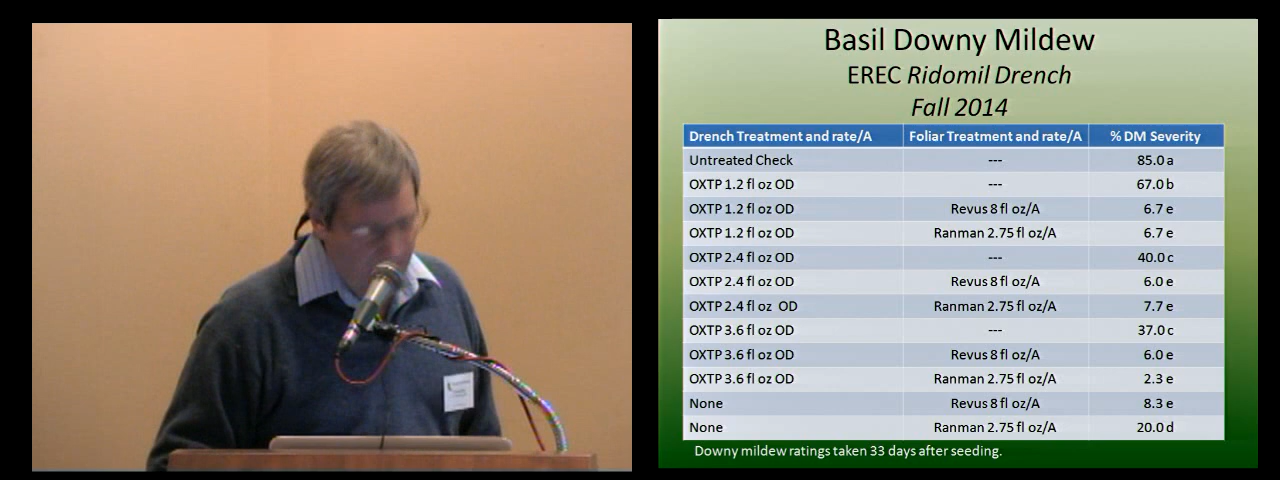 Basil Downy Mildew
EREC Ridomil Drench
Fall 2014
Drench Treatment and rate/A Foliar Treatment and rate/A % DM Severity
Untreated Check --- 85.0 a
OXTP 1.2 fl oz OD --- 67.0 b
OXTP 1.2 fl oz OD Revus 8 fl oz/A 6.7 e
OXTP 1.2 fl oz OD Ranman 2.75 fl oz/A 6.7 e
OXTP 2.4 fl oz OD --- 40.0 c
OXTP 2.4 fl oz OD Revus 8 fl oz/A 6.0 e
OXTP 2.4 fl oz OD Ranman 2.75 fl oz/A 7.7 e
OXTP 3.6 fl oz OD --- 37.0 c
OXTP 3.6 fl oz OD Revus 8 fl oz/A 6.0 e
OXTP 3.6 fl oz OD Ranman 2.75 fl oz/A 2.3 e
None Revus 8 fl oz/A 8.3 e
None Ranman 2.75 fl oz/A 20.0 d
Downy mildew ratings taken 33 days after seeding.